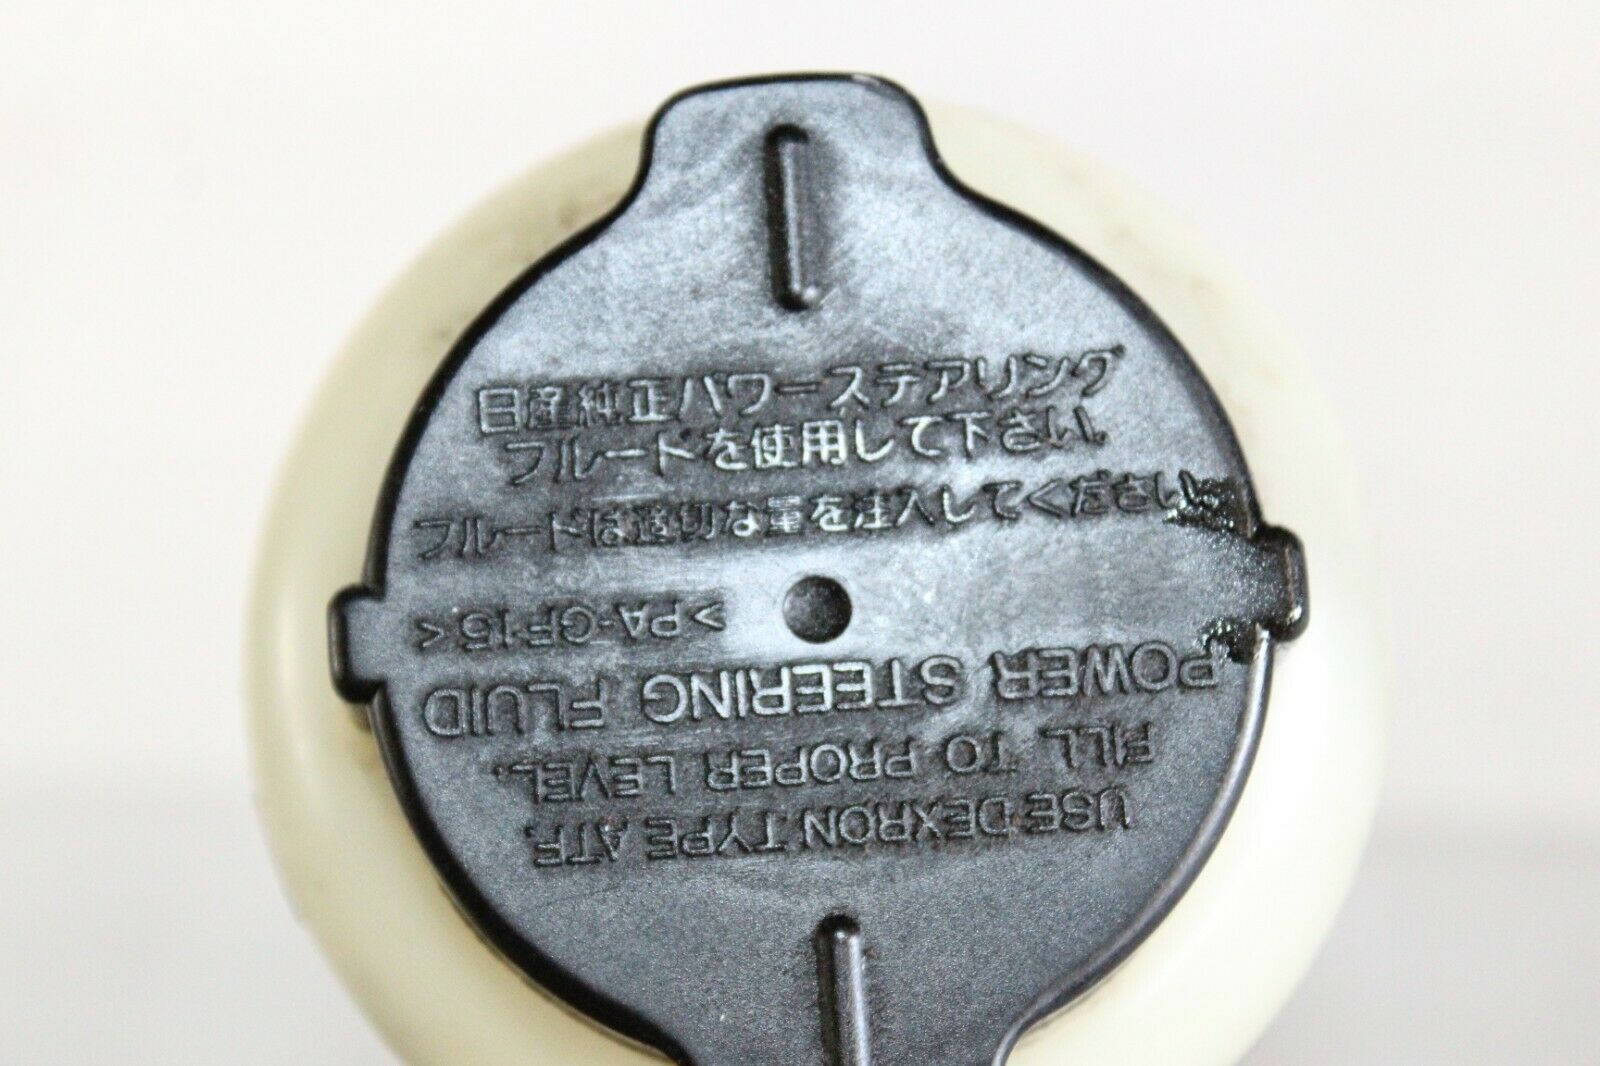 日産純正パワーステアリング
フルードを使用して下さい。
フルードは適切な量を注入してください。
>PA-GF15<
POWER STEERING FLUID
FILL TO PROPER LEVEL.
USE DEXRON TYPE ATF.